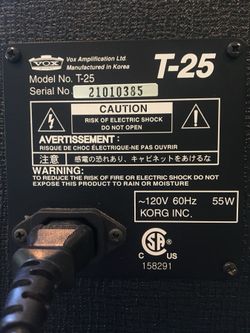 VOX
Vox Amplification Ltd
Manufactured in Korea
T-25
Model No. T-25
Serial No. 21010385
CAUTION
RISK OF ELECTRIC SHOCK
DO NOT OPEN
AVERTISSEMENT:
RISQUE DE CHOC ÉLECTRIQUE-NE PAS OUVRIR
注意 感電の恐れあり、キャビネットをあけるな
WARNING:
TO REDUCE THE RISK OF FIRE OR ELECTRIC SHOCK DO NOT
EXPOSE THIS PRODUCT TO RAIN OR MOISTURE
~120V 60Hz 55W
KORG INC.
SA
C US
158291